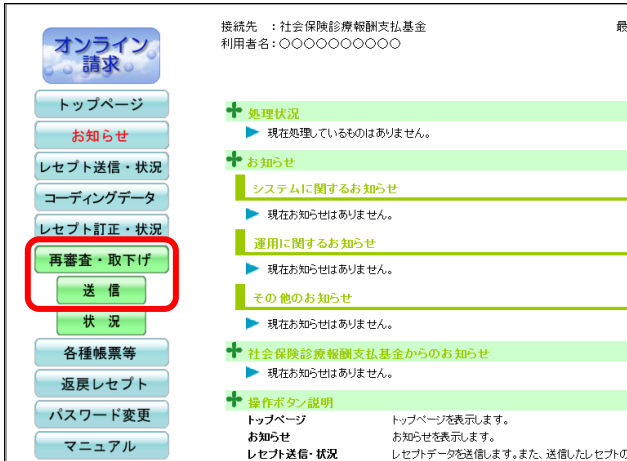 オンライン
請求
トップページ
お知らせ
レセプト送信・状況
コーディングデータ
レセプト訂正・状況
再審査・取下げ
送 信
状 況
各種帳票等
返戻レセプト
パスワード変更
マニュアル
接続先 :社会保険診療報酬支払基金
最
利用者名:○○○○○○○○○○
処理状況
現在処理しているものはありません。
お知らせ
システムに関するお知らせ
現在お知らせはありません。
運用に関するお知らせ
現在お知らせはありません。
その他のお知らせ
現在お知らせはありません。
社会保険診療報酬支払基金からのお知らせ
現在お知らせはありません。
操作ボタン説明
トップページ トップページを表示します。
お知らせ お知らせを表示します。
レセプト送信・状況 レセプトデータを送信します。また、送信したレセプトの